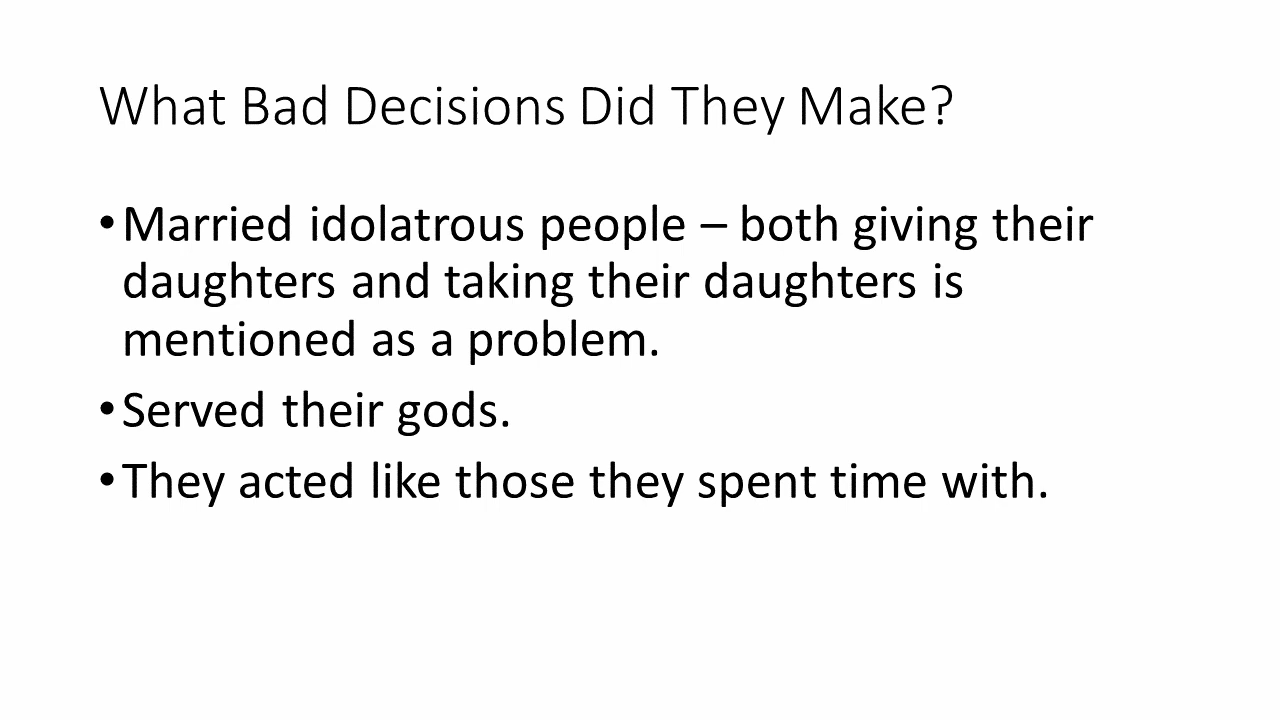 What Bad Decisions Did They Make?
•Married idolatrous people – both giving their
daughters and taking their daughters is
mentioned as a problem.
•Served their gods.
•They acted like those they spent time with.